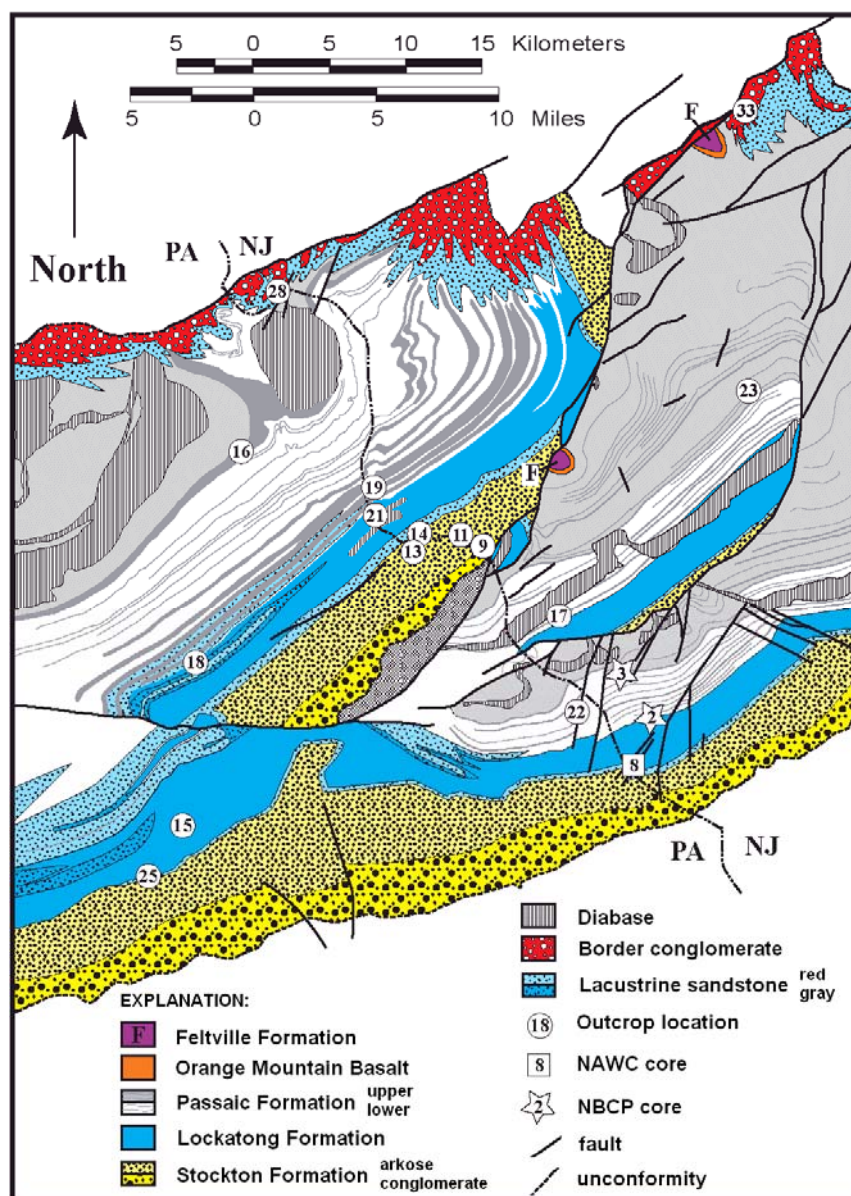 5 0 5 10 15 Kilometers
5 0 5 10 Miles
North
PA NJ
F
33
28
16
23
19
F
21
14
11
13
9
17
18
3
22
2
8
15
25
PA NJ
Diabase
Border conglomerate
Lacustrine sandstone red
gray
Outcrop location
18
NAWC core
8
NBCP core
2
fault
unconformity
EXPLANATION:
F Feltville Formation
Orange Mountain Basalt
Passaic Formation upper
lower
Lockatong Formation
Stockton Formation arkose
conglomerate